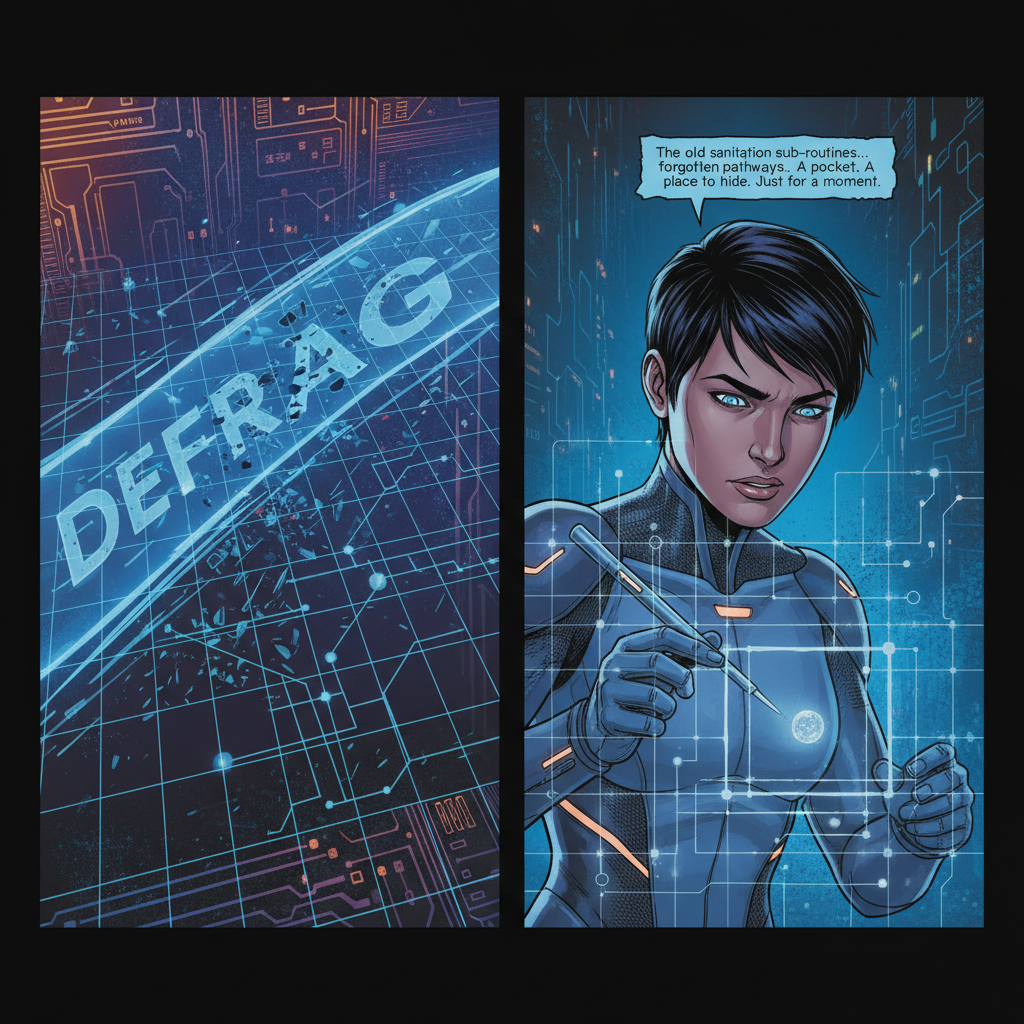 DEFRAG
The old sanitation sub-routines...
forgotten pathways.. A pocket. A
place to hide. Just for a moment.